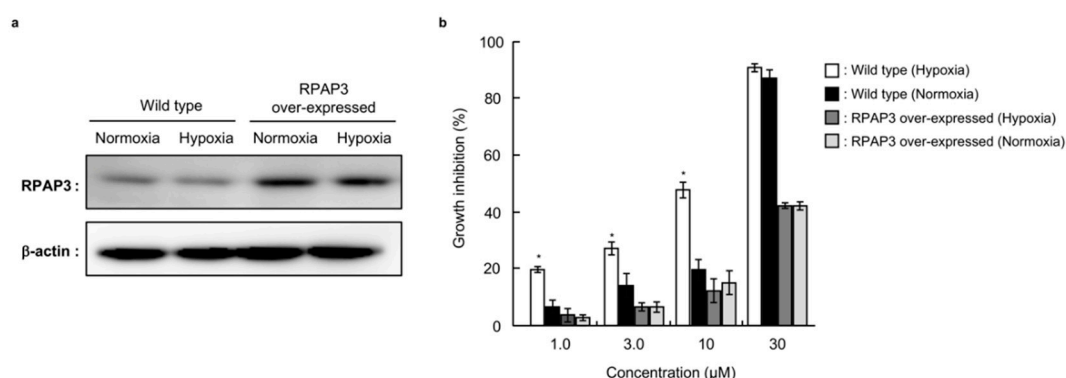 a
Wild type
RPAP3
over-expressed
Normoxia Hypoxia Normoxia Hypoxia
RPAP3 :
β-actin :
b
100
80
60
40
20
0
Growth inhibition (%)
* * *
1.0 3.0 10 30
Concentration (μM)
: Wild type (Hypoxia)
: Wild type (Normoxia)
: RPAP3 over-expressed (Hypoxia)
: RPAP3 over-expressed (Normoxia)